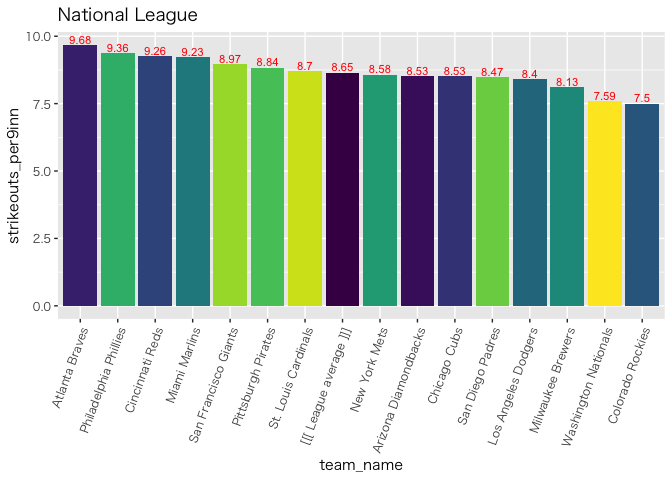 National League
strikeouts_per9inn
10.0
7.5
5.0
2.5
0.0
9.68
9.36
9.26
9.23
8.97
8.84
8.7
8.65
8.58
8.53
8.53
8.47
8.4
8.13
7.59
7.5
Atlanta Braves
Philadelphia Phillies
Cincinnati Reds
Miami Marlins
San Francisco Giants
Pittsburgh Pirates
St. Louis Cardinals
[[[ League average ]]]
New York Mets
Arizona Diamondbacks
Chicago Cubs
San Diego Padres
Los Angeles Dodgers
Milwaukee Brewers
Washington Nationals
Colorado Rockies
team_name